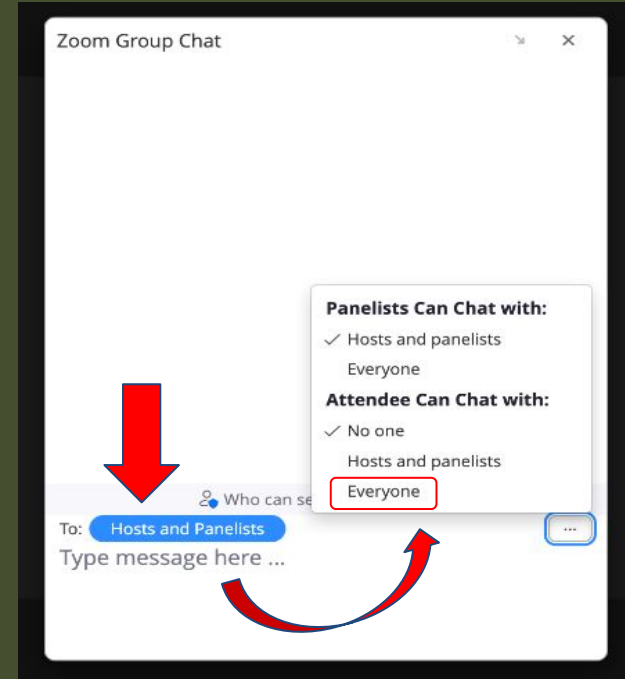 Zoom Group Chat
Panelists Can Chat with:
Hosts and panelists
Everyone
Attendee Can Chat with:
No one
Hosts and panelists
Everyone
Who can se
To: Hosts and Panelists
...
Type message here ...